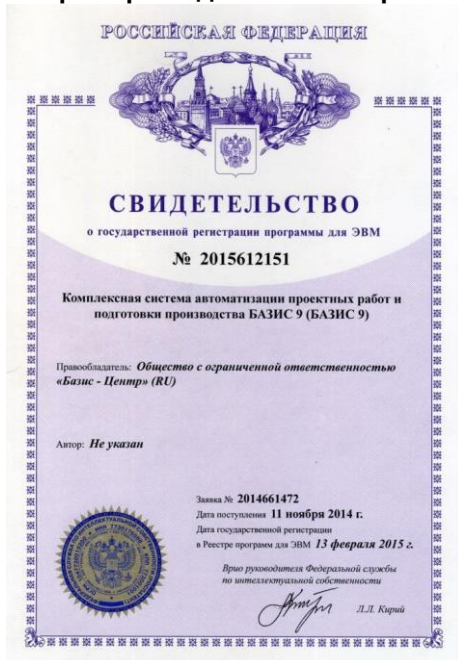 РОССИЙСКАЯ ФЕДЕРАЦИЯ
СВИДЕТЕЛЬСТВО
о государственной регистрации программы для ЭВМ
№ 2015612151
Комплексная система автоматизации проектных работ и
подготовки производства БАЗИС 9 (БАЗИС 9)
Правообладатель: Общество с ограниченной ответственностью
«Базис - Центр» (RU)
Автор: Не указан
Заявка № 2014661472
Дата поступления 11 ноября 2014 г.
Дата государственной регистрации
в Реестре программ для ЭВМ 13 февраля 2015 г.
Врио руководителя Федеральной службы
по интеллектуальной собственности
Л.Л. Кирий